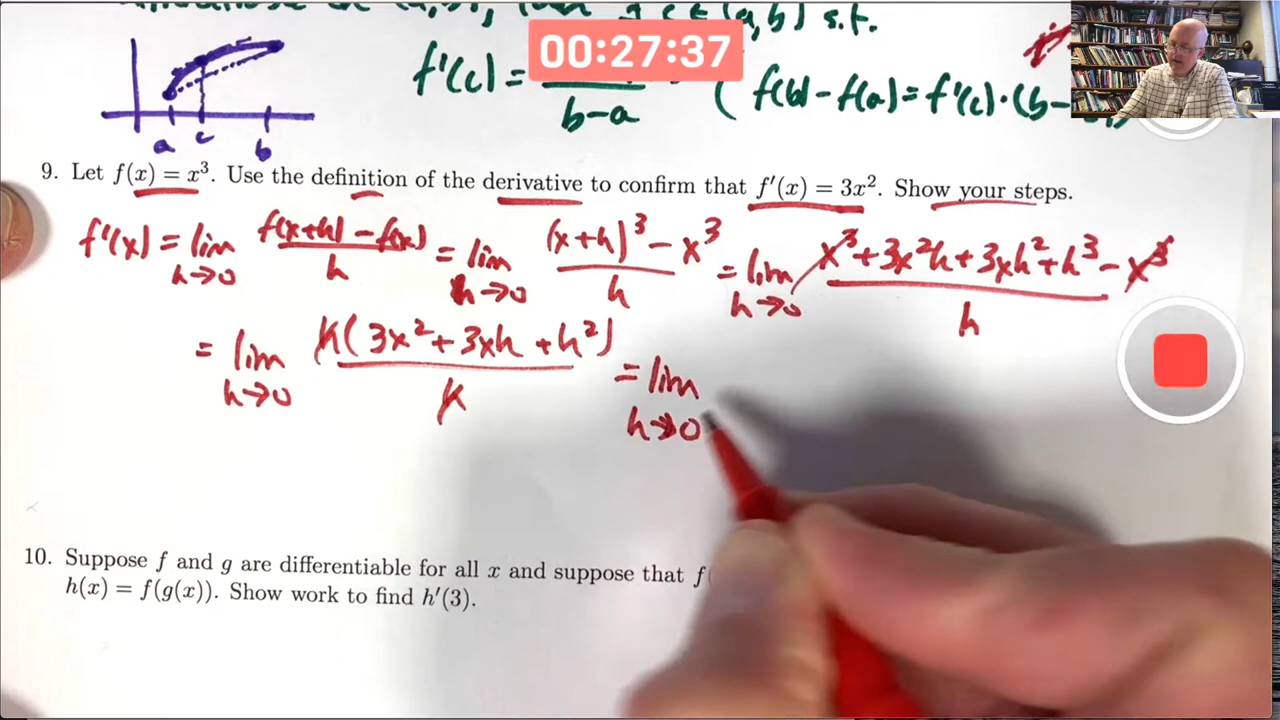 (a,b) s.t.
00:27:37
f'(c) = b-a ( f(b) - f(a) = f'(c)·(b-
a c b
9. Let f(x) = x³. Use the definition of the derivative to confirm that f′(x) = 3x². Show your steps.
f'(x) = lim h→0 f(x+h) - f(x) / h = lim h→0 (x+h)³ - x³ / h = lim h→0 x³+3x²h+3xh²+h³-x³ / h
= lim h→0 h(3x²+3xh+h²) / h = lim h→0
10. Suppose f and g are differentiable for all x and suppose that f(
h(x) = f(g(x)). Show work to find h′(3).